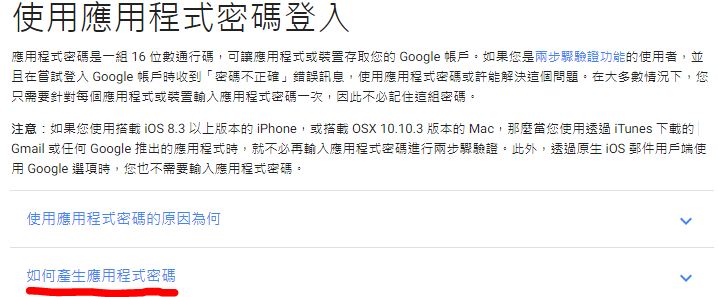 使用應用程式密碼登入
應用程式密碼是一組 16 位數通行碼，可讓應用程式或裝置存取您的 Google 帳戶。如果您是兩步驟驗證功能的使用者，並
且在嘗試登入 Google 帳戶時收到「密碼不正確」錯誤訊息，使用應用程式密碼或許能解決這個問題。在大多數情況下，您
只需要針對每個應用程式或裝置輸入應用程式密碼一次，因此不必記住這組密碼。
注意：如果您使用搭載 iOS 8.3 以上版本的 iPhone，或搭載 OSX 10.10.3 版本的 Mac，那麼當您使用透過 iTunes 下載的
Gmail 或任何 Google 推出的應用程式時，就不必再輸入應用程式密碼進行兩步驟驗證。此外，透過原生 iOS 郵件用戶端使
用 Google 選項時，您也不需要輸入應用程式密碼。
使用應用程式密碼的原因為何
如何產生應用程式密碼